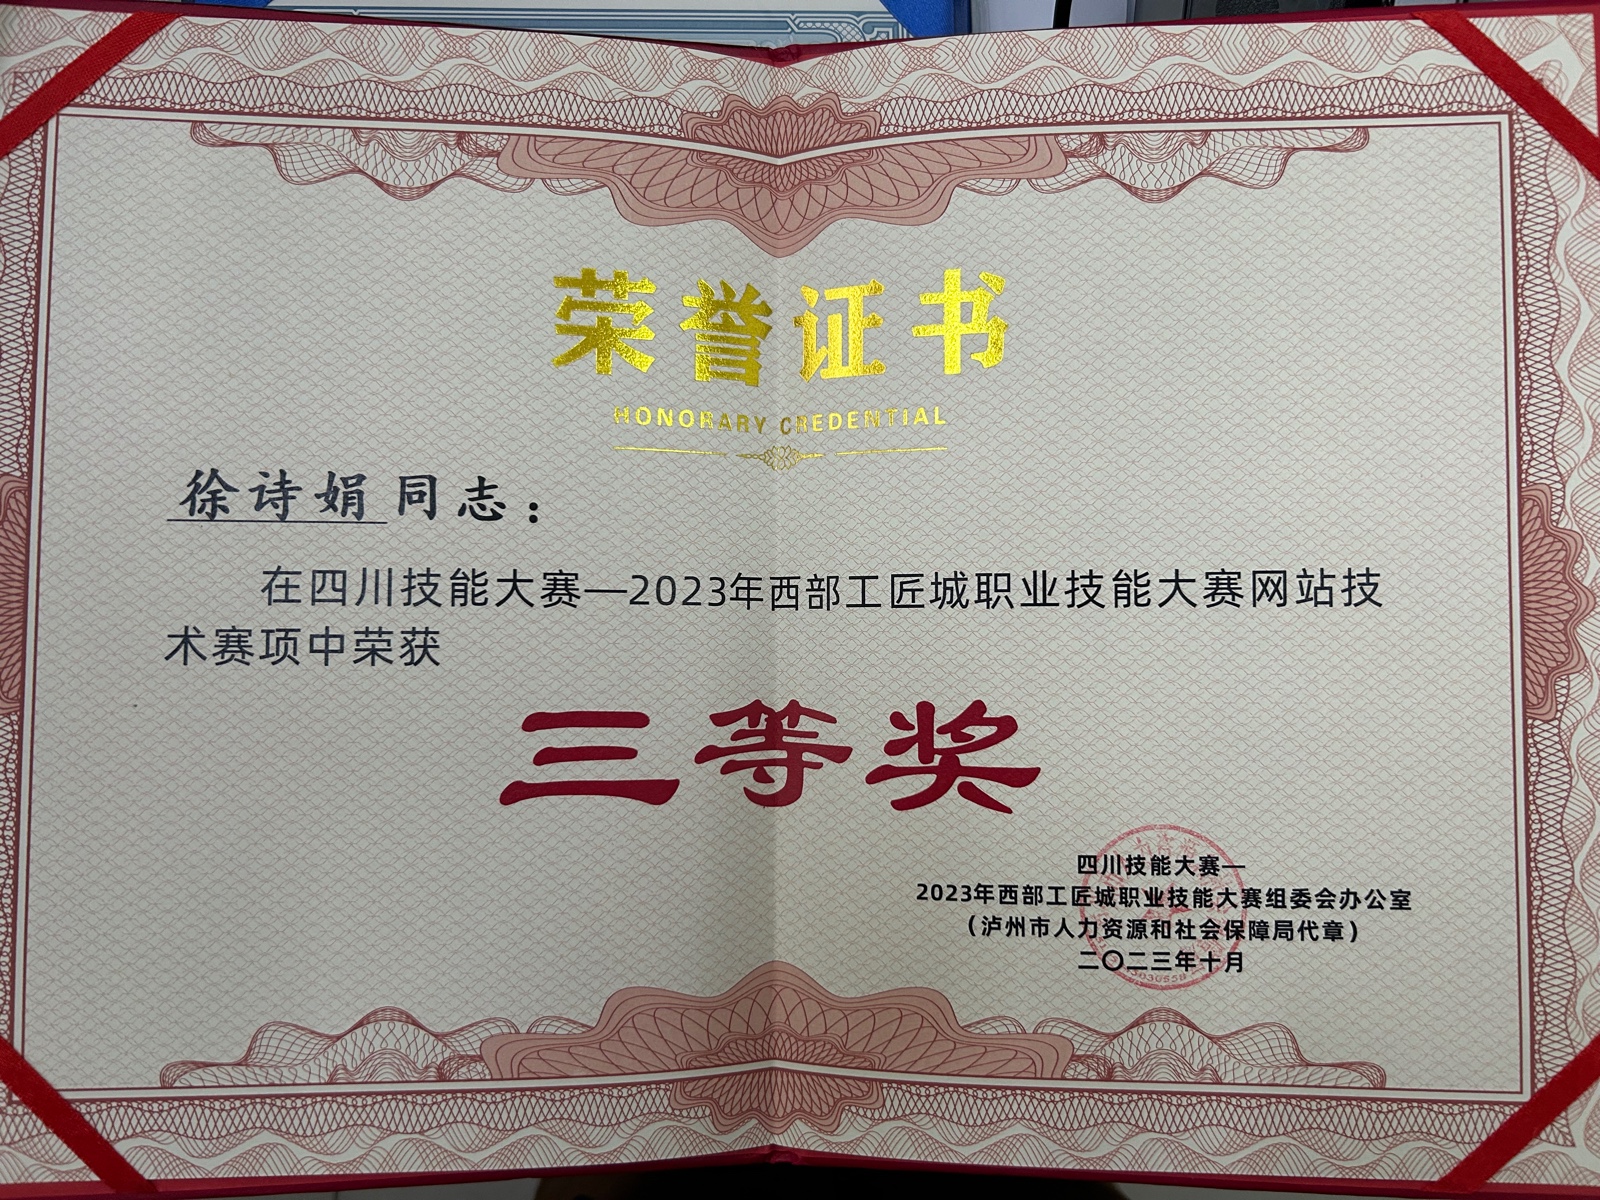 荣誉证书
HONORARY CREDENTIAL
徐诗娟同志：
在四川技能大赛—2023年西部工匠城职业技能大赛网站技
术赛项中荣获
三等奖
四川技能大赛—
2023年西部工匠城职业技能大赛组委会办公室
（泸州市人力资源和社会保障局代章）
二〇二三年十月